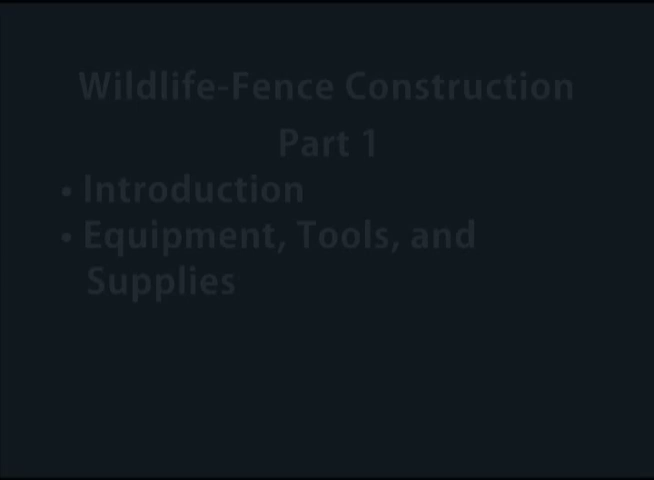 Wildlife-Fence Construction
Part 1
• Introduction
• Equipment, Tools, and
Supplies